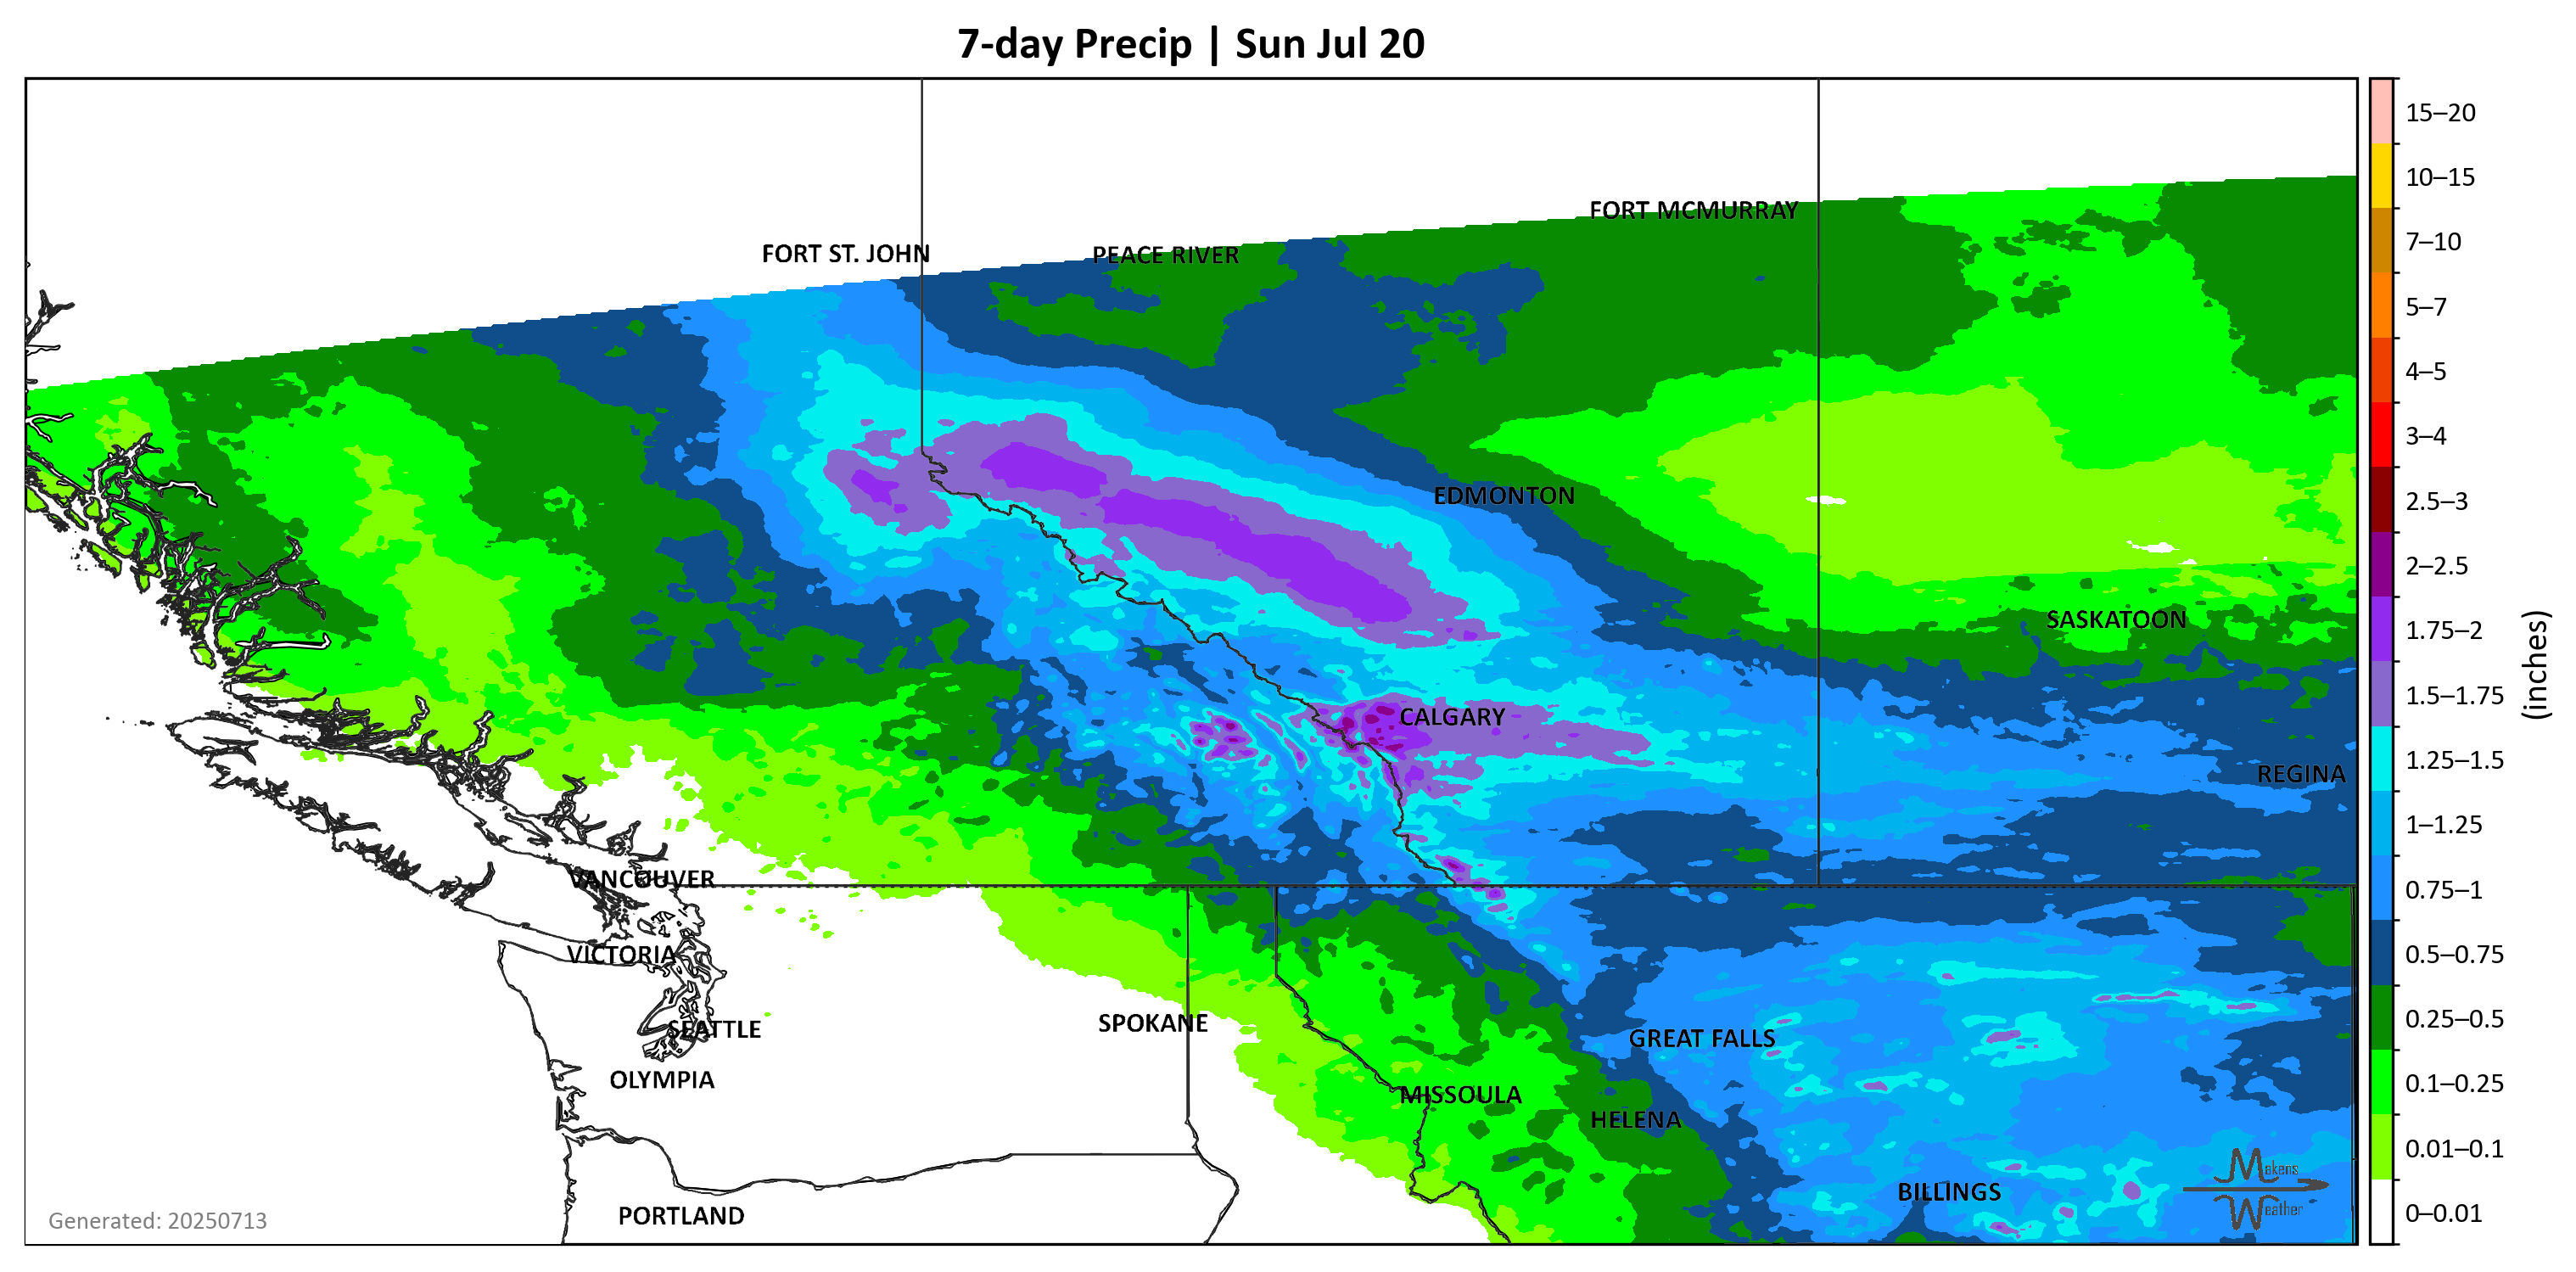 7-day Precip | Sun Jul 20
FORT MCMURRAY
FORT ST. JOHN
PEACE RIVER
EDMONTON
SASKATOON
CALGARY
REGINA
VANCOUVER
VICTORIA
SEATTLE
SPOKANE
GREAT FALLS
OLYMPIA
MISSOULA
HELENA
BILLINGS
PORTLAND
Makens
Weather
Generated: 20250713
15–20
10–15
7–10
5–7
4–5
3–4
2.5–3
2–2.5
1.75–2
1.5–1.75
1.25–1.5
1–1.25
0.75–1
0.5–0.75
0.25–0.5
0.1–0.25
0.01–0.1
0–0.01
(inches)